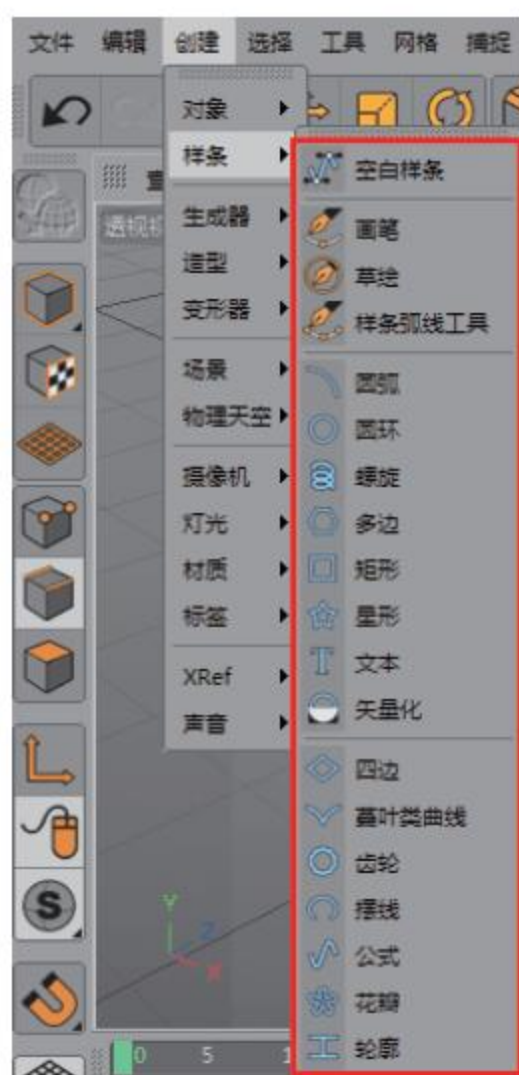 文件 编辑 创建 选择 工具 网格 捕捉
对象
样条
生成器
造型
变形器
场景
物理天空
摄像机
灯光
材质
标签
XRef
声音
空白样条
画笔
草绘
样条弧线工具
圆弧
圆环
螺旋
多边
矩形
星形
文本
矢量化
四边
蔓叶类曲线
齿轮
摆线
公式
花瓣
轮廓
透视
Y
Z
X
S
0 5 1